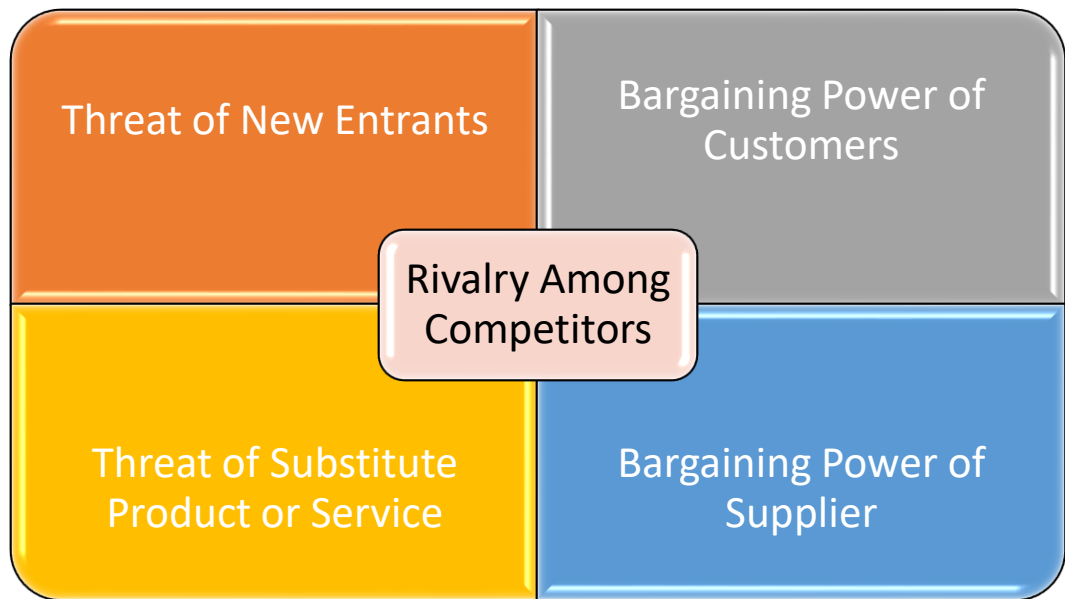 Threat of New Entrants
Bargaining Power of
Customers
Rivalry Among
Competitors
Threat of Substitute
Product or Service
Bargaining Power of
Supplier